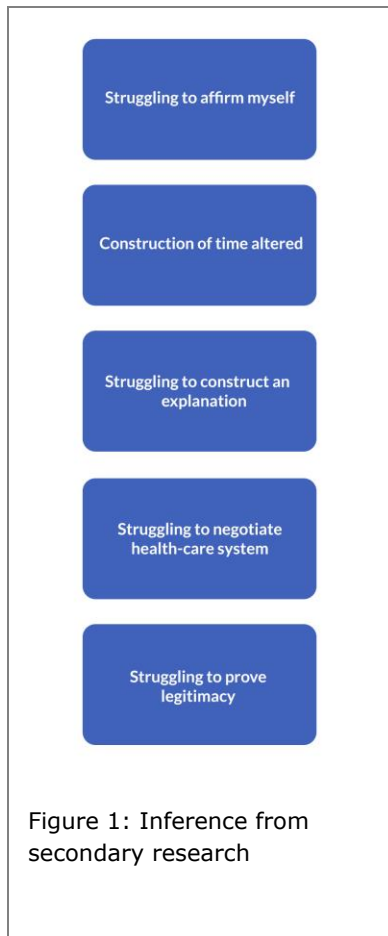 Struggling to affirm myself
Construction of time altered
Struggling to construct an
explanation
Struggling to negotiate
health-care system
Struggling to prove
legitimacy
Figure 1: Inference from
secondary research